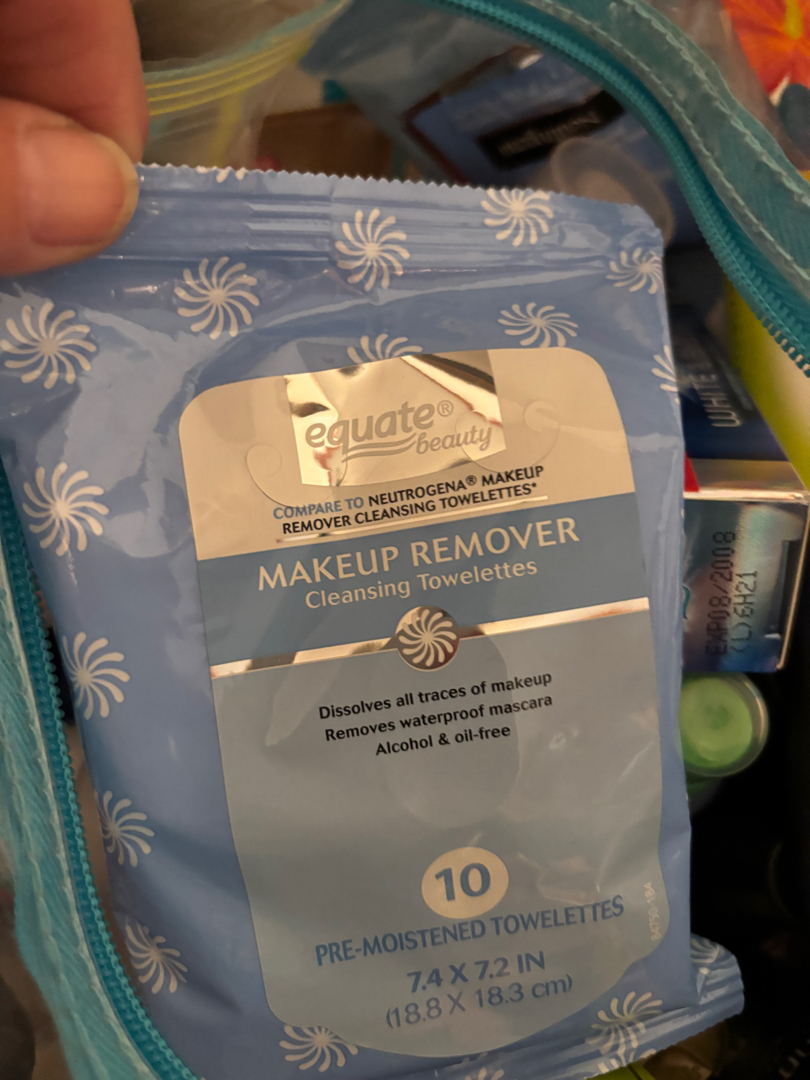 equate®
beauty
COMPARE TO NEUTROGENA® MAKEUP
REMOVER CLEANSING TOWELETTES*
MAKEUP REMOVER
Cleansing Towelettes
Dissolves all traces of makeup
Removes waterproof mascara
Alcohol & oil-free
10
PRE-MOISTENED TOWELETTES
7.4 X 7.2 IN
(18.8 X 18.3 cm)
WHITE
EXP08/2008
(L)6H21